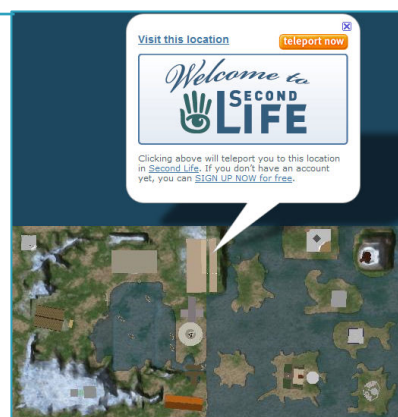 Visit this location
teleport now
Welcome to
SECOND
LIFE
Clicking above will teleport you to this location
in Second Life. If you don't have an account
yet, you can SIGN UP NOW for free.